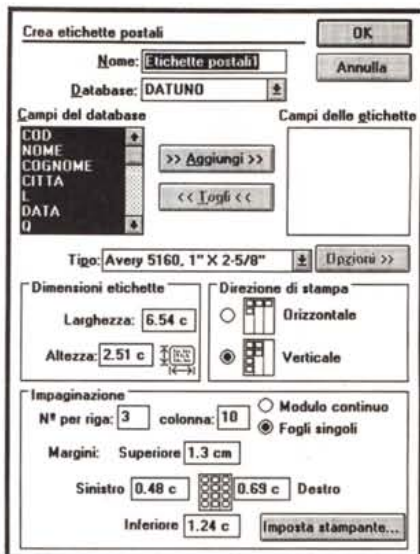 Crea etichette postali
OK
Nome: Etichette postali1
Annulla
Database: DATUNO
Campi del database
Campi delle etichette
COD
NOME
COGNOME
CITTA
L
DATA
Q
>> Aggiungi >>
<< Togli <<
Tipo: Avery 5160, 1" X 2-5/8"
Opzioni >>
Dimensioni etichette
Larghezza: 6.54 c
Altezza: 2.51 c
Direzione di stampa
Orizzontale
Verticale
Impaginazione
Nº per riga: 3 colonna: 10
Modulo continuo
Fogli singoli
Margini: Superiore 1.3 cm
Sinistro 0.48 c 0.69 c Destro
Inferiore 1.24 c
Imposta stampante...